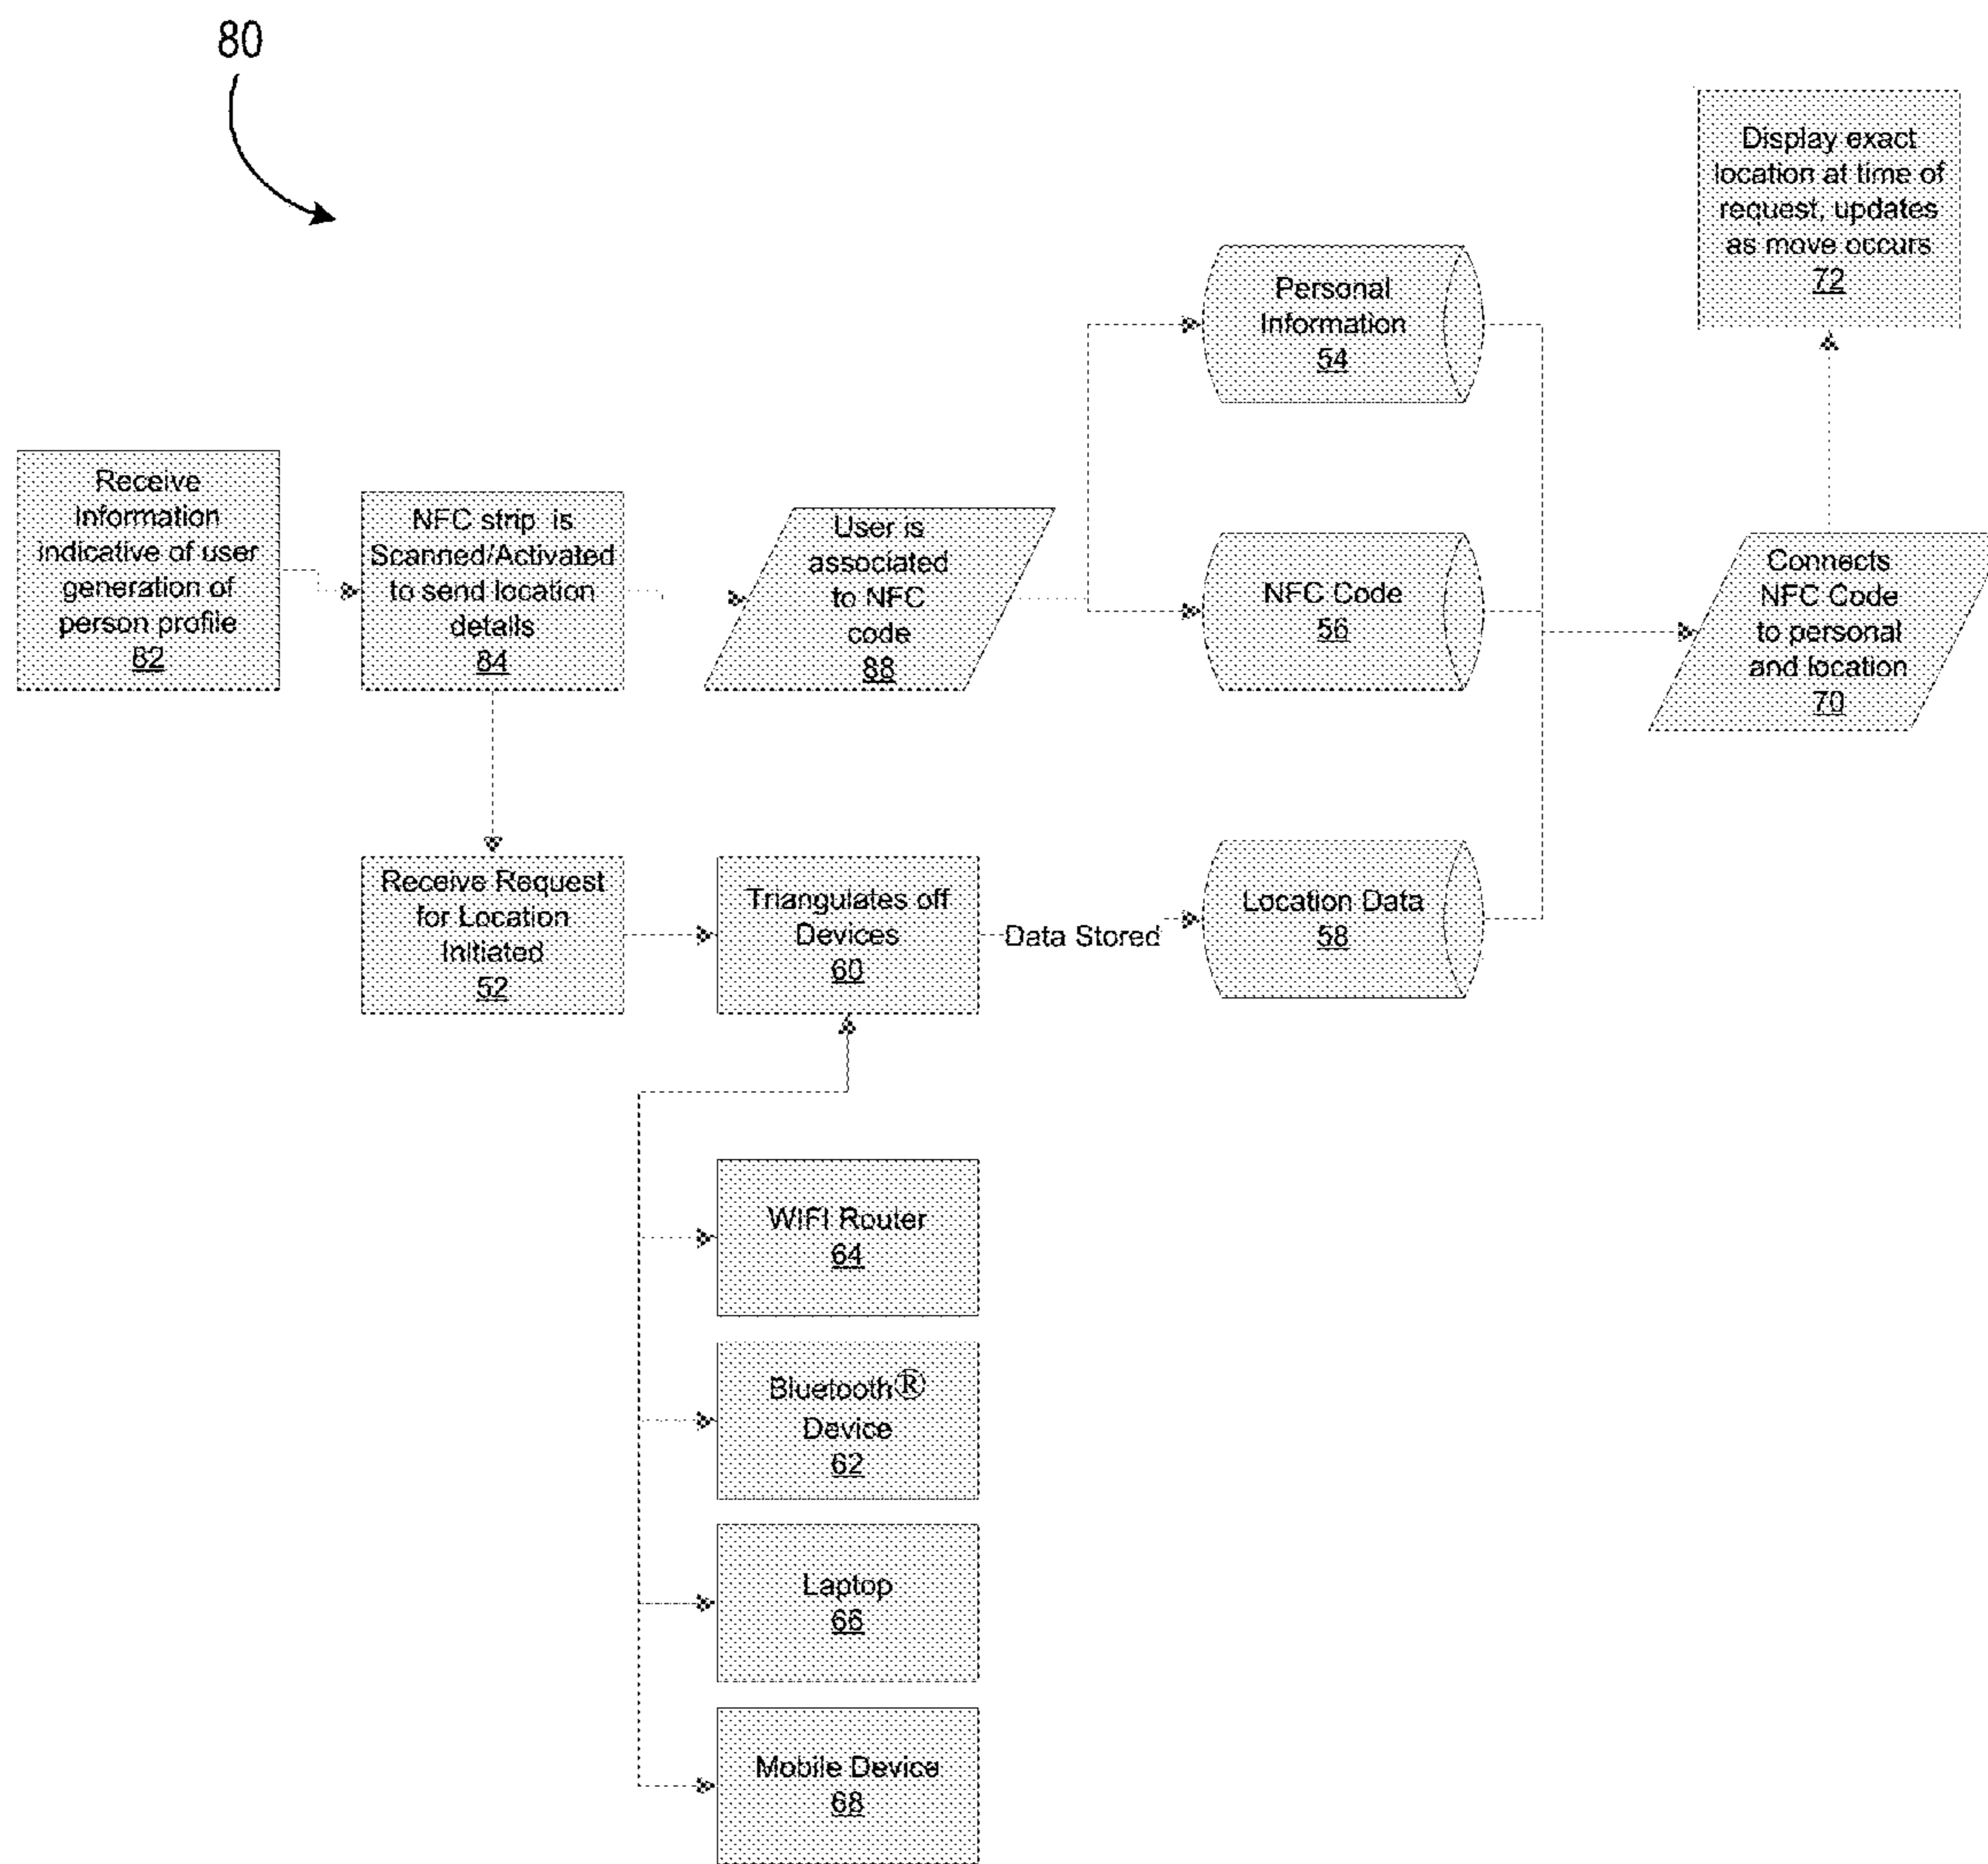 80
Display exact
location at time of
request, updates
as move occurs
72
Personal
Information
54
Receive
Information
indicative of user
generation of
person profile
82
NFC strip is
Scanned/Activated
to send location
details
84
User is
associated
to NFC
code
88
NFC Code
56
Connects
NFC Code
to personal
and location
70
Receive Request
for Location
Initiated
52
Triangulates off
Devices
60
Data Stored
Location Data
58
WIFI Router
64
Bluetooth®
Device
62
Laptop
66
Mobile Device
68